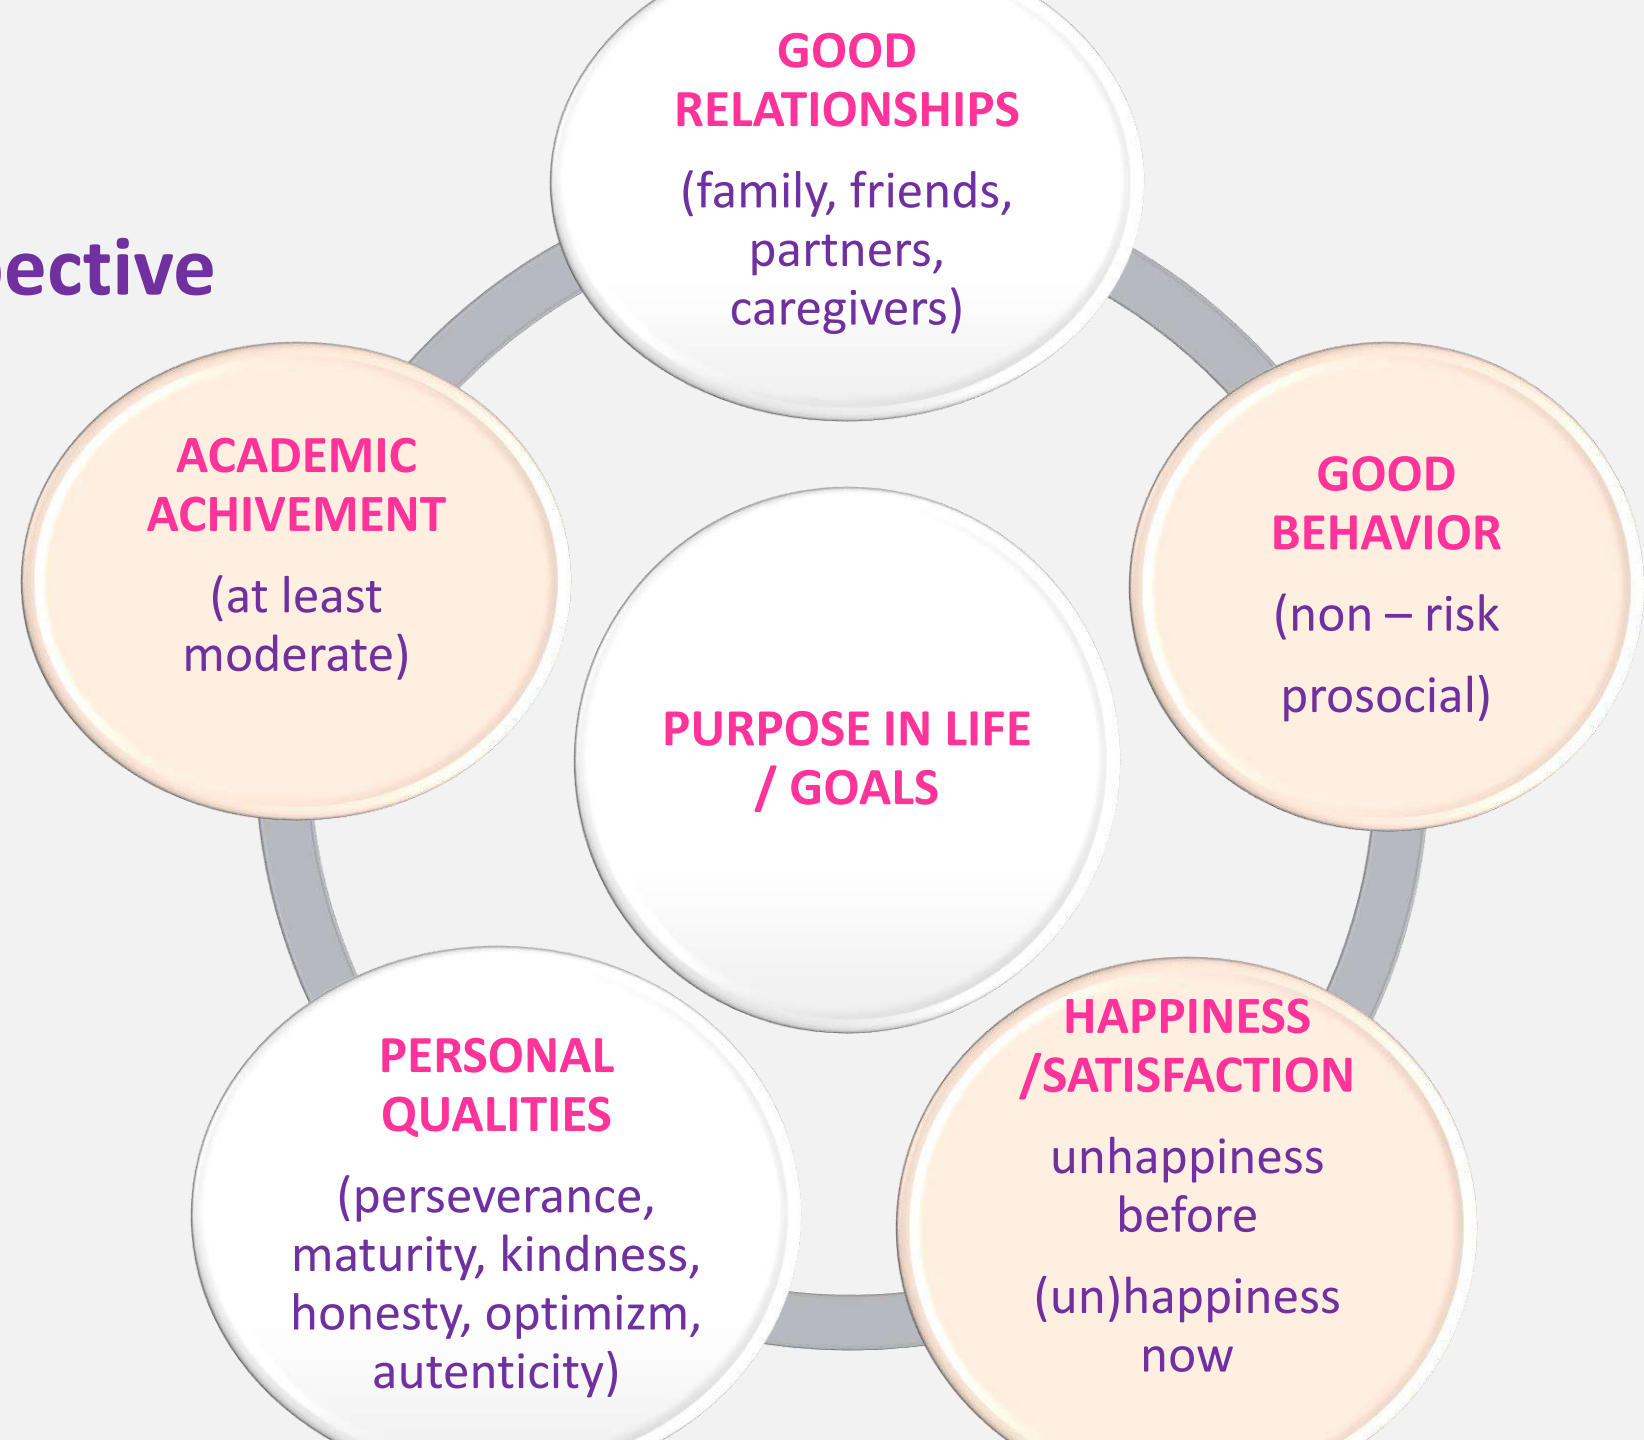 GOOD
RELATIONSHIPS
(family, friends,
partners,
caregivers)
ective
ACADEMIC
ACHIVEMENT
(at least
moderate)
GOOD
BEHAVIOR
(non – risk
prosocial)
PURPOSE IN LIFE
/ GOALS
PERSONAL
QUALITIES
(perseverance,
maturity, kindness,
honesty, optimizm,
autenticity)
HAPPINESS
/SATISFACTION
unhappiness
before
(un)happiness
now